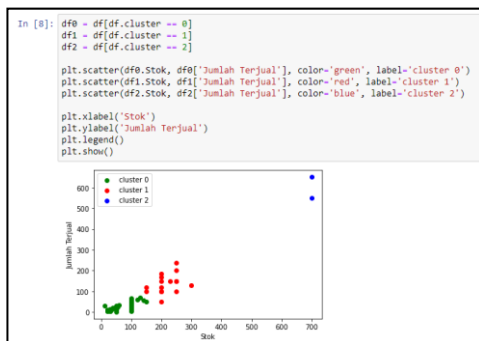 In [8]: df0 = df[df.cluster == 0]
df1 = df[df.cluster == 1]
df2 = df[df.cluster == 2]
plt.scatter(df0.Stok, df0['Jumlah Terjual'], color='green', label='cluster 0')
plt.scatter(df1.Stok, df1['Jumlah Terjual'], color='red', label='cluster 1')
plt.scatter(df2.Stok, df2['Jumlah Terjual'], color='blue', label='cluster 2')
plt.xlabel('Stok')
plt.ylabel('Jumlah Terjual')
plt.legend()
plt.show()
cluster 0
cluster 1
cluster 2
600
500
400
300
200
100
0
Jumlah Terjual
0 100 200 300 400 500 600 700
Stok